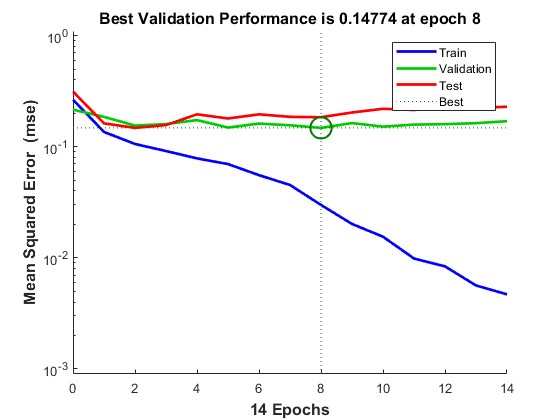 Best Validation Performance is 0.14774 at epoch 8
Mean Squared Error (mse)
10^0
10^-1
10^-2
10^-3
Train
Validation
Test
Best
0 2 4 6 8 10 12 14
14 Epochs